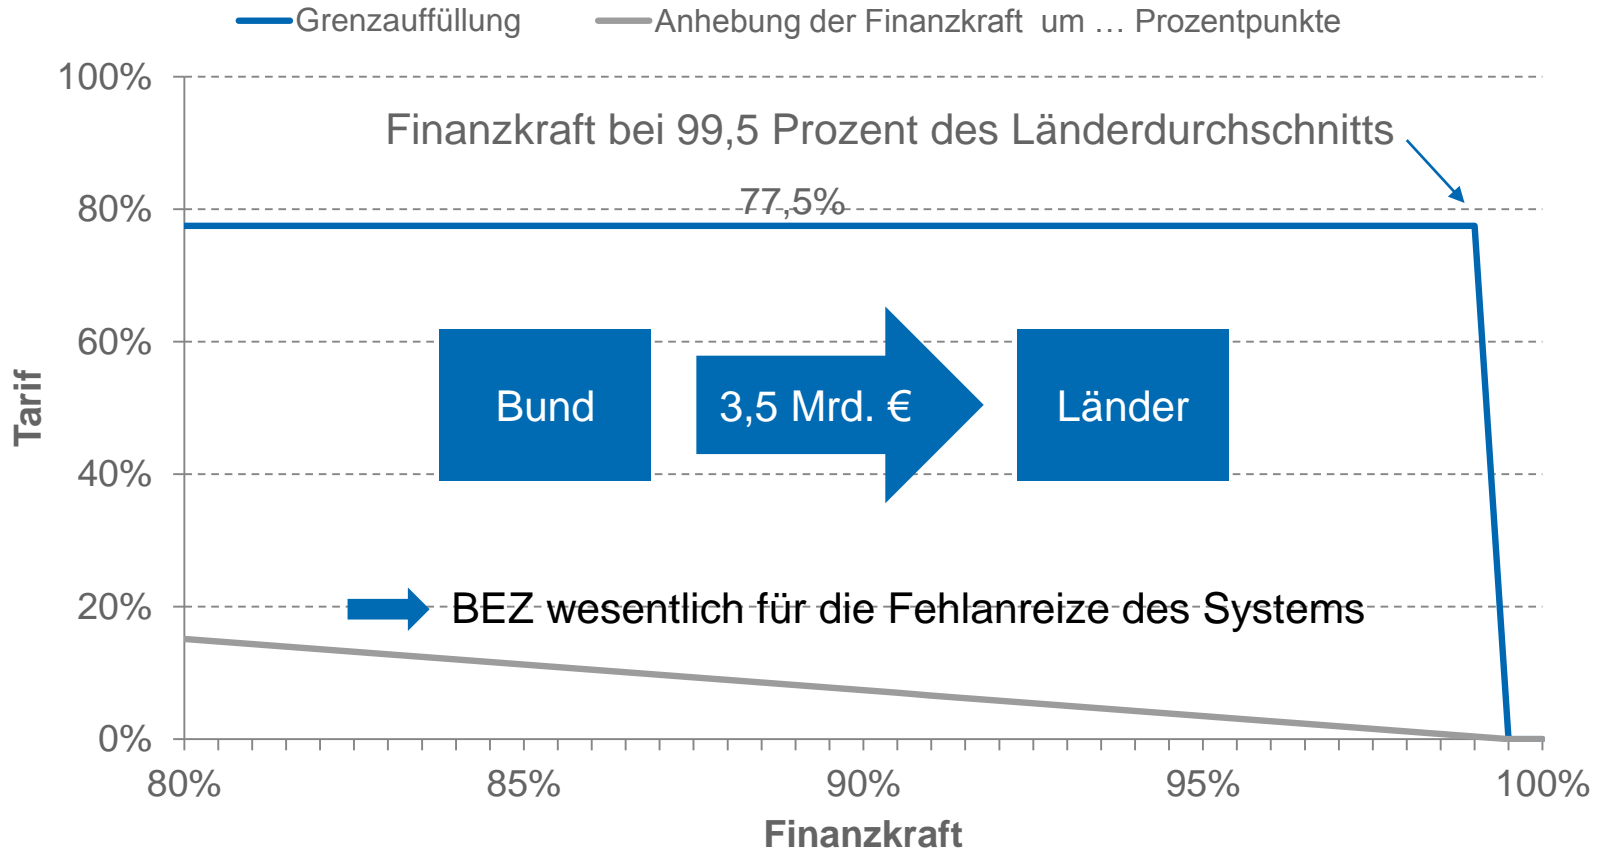 Grenzauffüllung
Anhebung der Finanzkraft um … Prozentpunkte
100%
Finanzkraft bei 99,5 Prozent des Länderdurchschnitts
80%
77,5%
60%
Bund
3,5 Mrd. €
Länder
Tarif
40%
20%
BEZ wesentlich für die Fehlanreize des Systems
0%
80%
85%
90%
95%
100%
Finanzkraft